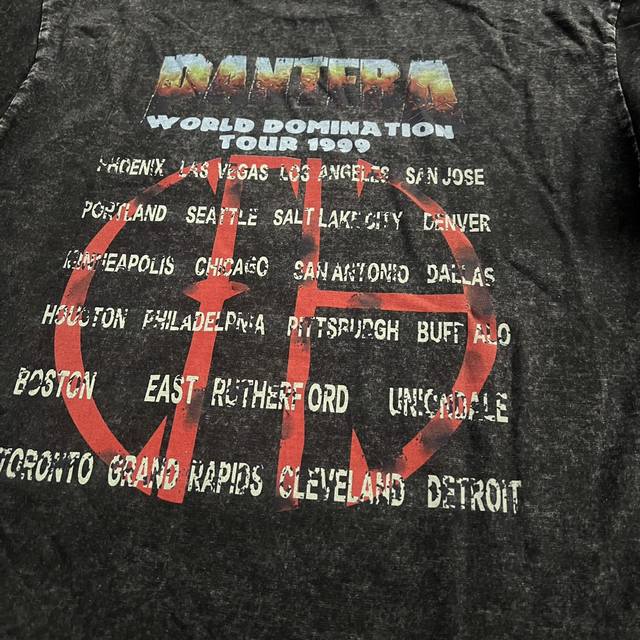 PANTERA
WORLD DOMINATION
TOUR 1999
PHOENIX LAS VEGAS LOS ANGELES SAN JOSE
PORTLAND SEATTLE SALT LAKE CITY DENVER
MINNEAPOLIS CHICAGO SAN ANTONIO DALLAS
HOUSTON PHILADELPHIA PITTSBURGH BUFFALO
BOSTON EAST RUTHERFORD UNIONDALE
TORONTO GRAND RAPIDS CLEVELAND DETROIT